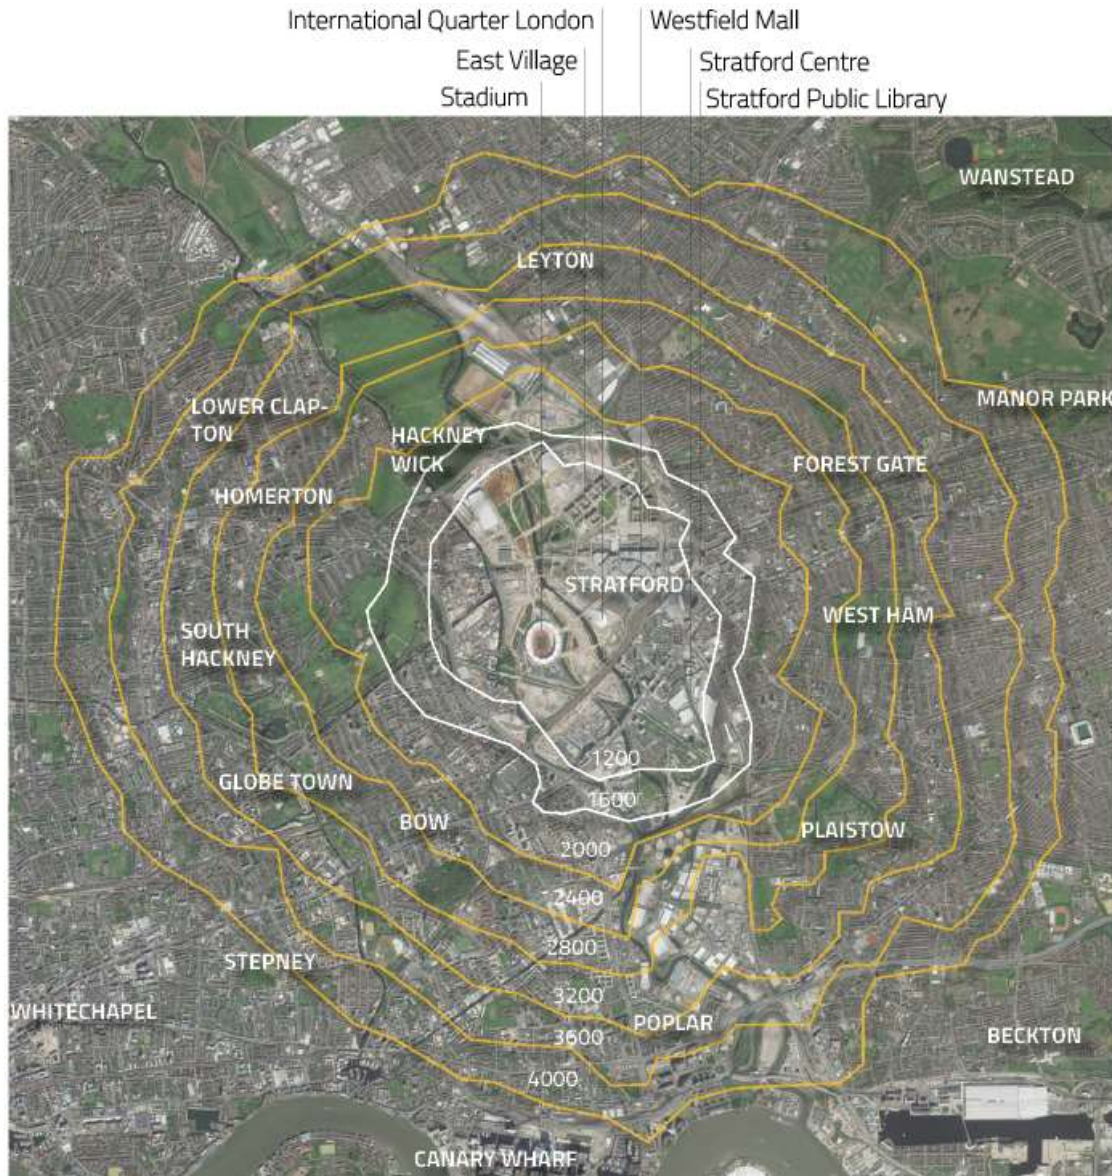 International Quarter London
Westfield Mall
East Village
Stratford Centre
Stadium
Stratford Public Library
WANSTEAD
LEYTON
MANOR PARK
LOWER CLAP-
TON
HACKNEY
WICK
FOREST GATE
HOMERTON
STRATFORD
WEST HAM
SOUTH
HACKNEY
1200
GLOBE TOWN
1600
BOW
PLAISTOW
2000
2400
2800
STEPNEY
3200
WHITECHAPEL
POPLAR
3600
BECKTON
4000
CANARY WHARF